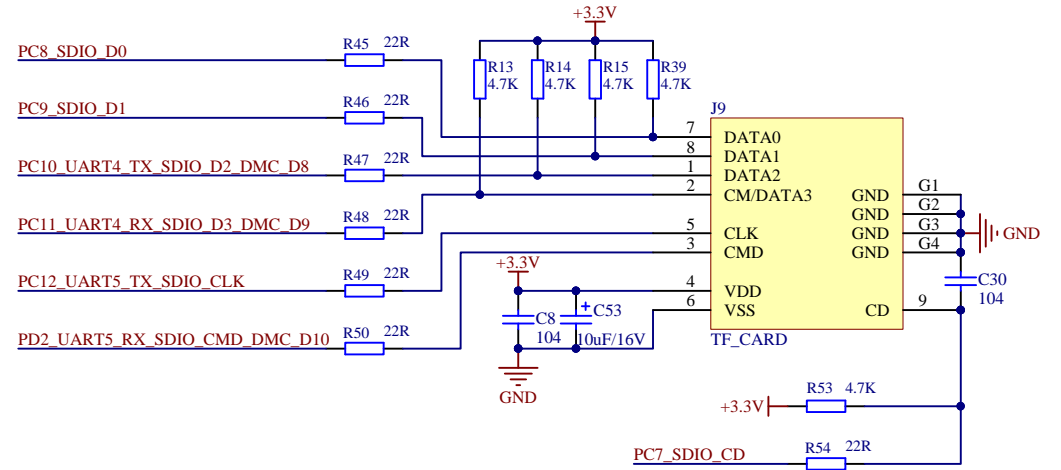 +3.3V
PC8_SDIO_D0
R45 22R
R13 4.7K
R14 4.7K
R15 4.7K
R39 4.7K
PC9_SDIO_D1
R46 22R
J9
7 DATA0
8 DATA1
PC10_UART4_TX_SDIO_D2_DMC_D8
R47 22R
1 DATA2
2 CM/DATA3 GND G1
GND G2
PC11_UART4_RX_SDIO_D3_DMC_D9
R48 22R
5 CLK GND G3
GND
3 CMD GND G4
PC12_UART5_TX_SDIO_CLK
R49 22R
+3.3V
4 VDD
C30
104
6 VSS CD 9
C8
104
+ C53
10uF/16V
PD2_UART5_RX_SDIO_CMD_DMC_D10
R50 22R
TF_CARD
GND
+3.3V
R53 4.7K
PC7_SDIO_CD
R54 22R